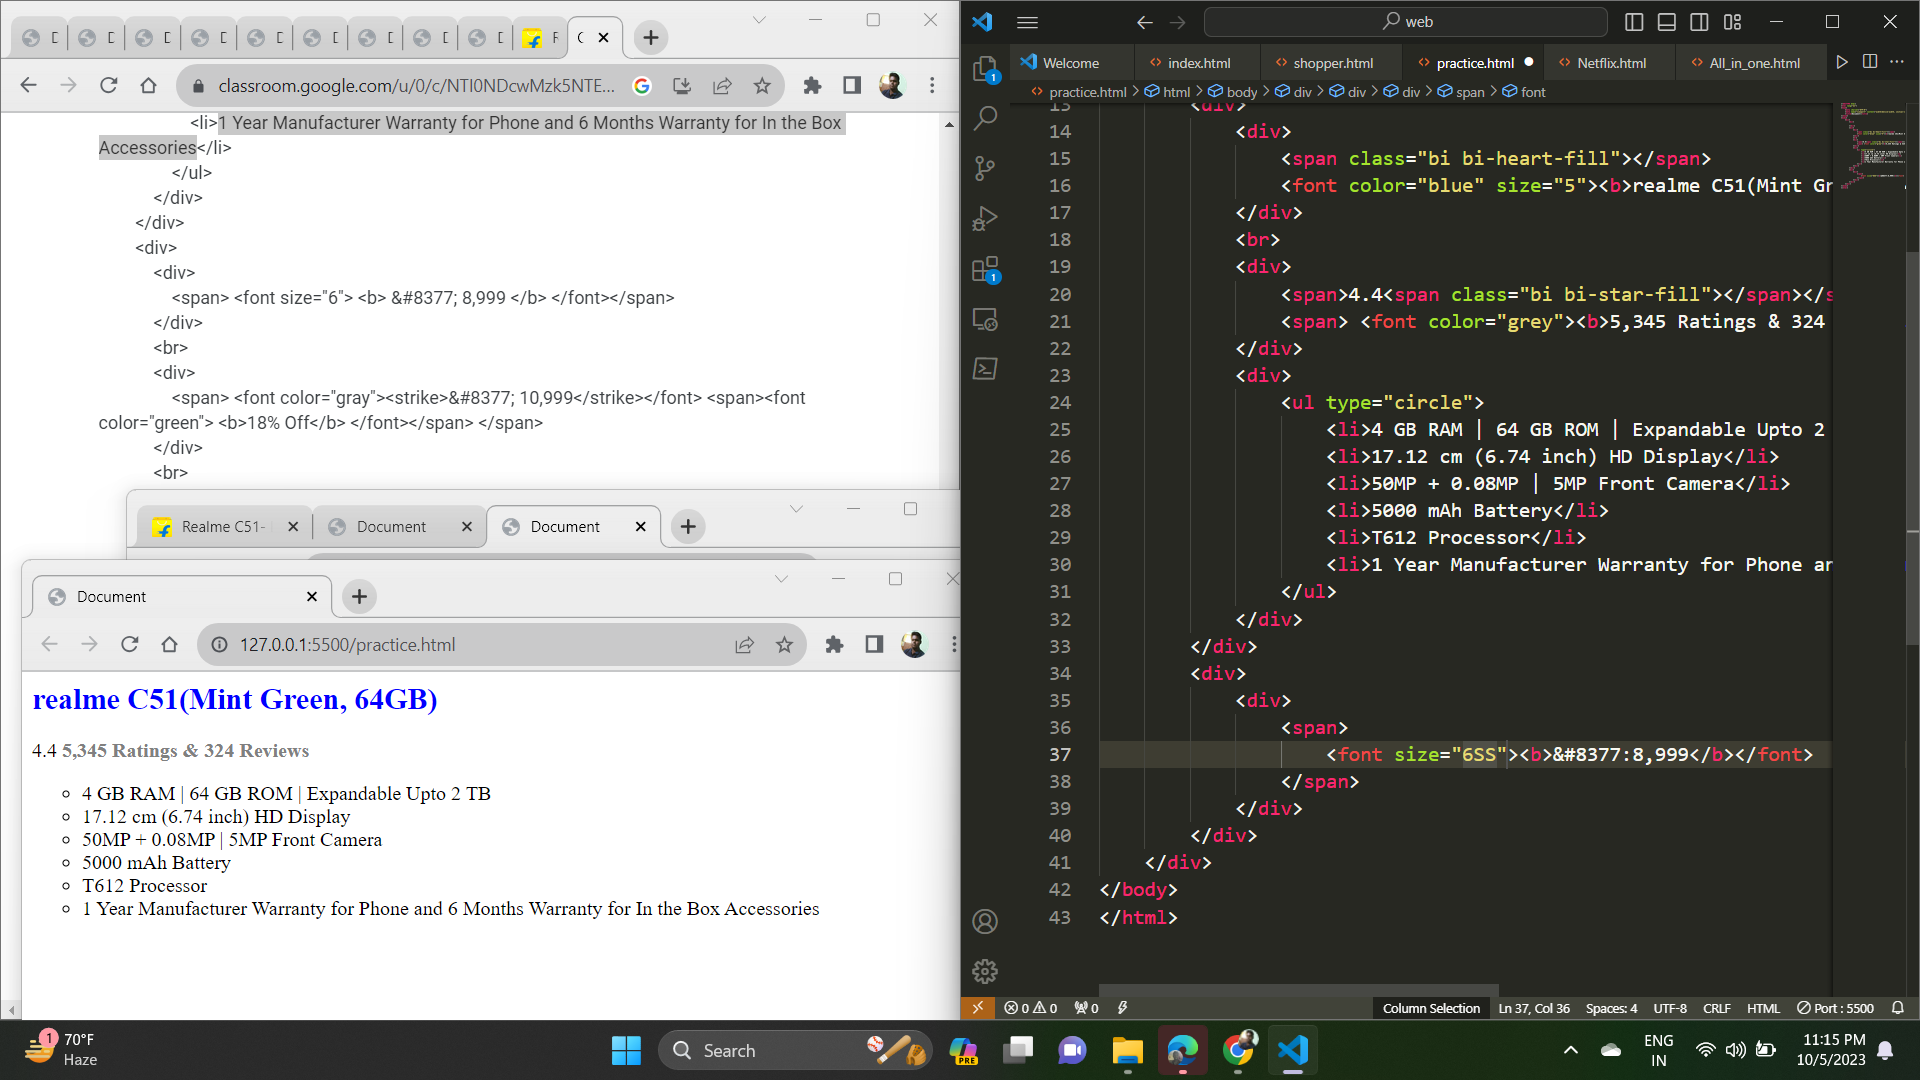 D D D D D D D D D F C
classroom.google.com/u/0/c/NTI0NDcwMzk5NTE...
<li>1 Year Manufacturer Warranty for Phone and 6 Months Warranty for In the Box
Accessories</li>
</ul>
</div>
</div>
<div>
<div>
<span> <font size="6"> <b> &#8377; 8,999 </b> </font></span>
</div>
<br>
<div>
<span> <font color="gray"><strike>&#8377; 10,999</strike></font> <span><font
color="green"> <b>18% Off</b> </font></span> </span>
</div>
<br>
Realme C51- Document Document
Document
127.0.0.1:5500/practice.html
realme C51(Mint Green, 64GB)
4.4 5,345 Ratings & 324 Reviews
4 GB RAM | 64 GB ROM | Expandable Upto 2 TB
17.12 cm (6.74 inch) HD Display
50MP + 0.08MP | 5MP Front Camera
5000 mAh Battery
T612 Processor
1 Year Manufacturer Warranty for Phone and 6 Months Warranty for In the Box Accessories
web
Welcome index.html shopper.html practice.html Netflix.html All_in_one.html
practice.html > html > body > div > div > div > span > font
1
1
13 <div>
14 <div>
15 <span class="bi bi-heart-fill"></span>
16 <font color="blue" size="5"><b>realme C51(Mint Gr
17 </div>
18 <br>
19 <div>
20 <span>4.4<span class="bi bi-star-fill"></span></s
21 <span> <font color="grey"><b>5,345 Ratings & 324
22 </div>
23 <div>
24 <ul type="circle">
25 <li>4 GB RAM | 64 GB ROM | Expandable Upto 2
26 <li>17.12 cm (6.74 inch) HD Display</li>
27 <li>50MP + 0.08MP | 5MP Front Camera</li>
28 <li>5000 mAh Battery</li>
29 <li>T612 Processor</li>
30 <li>1 Year Manufacturer Warranty for Phone an
31 </ul>
32 </div>
33 </div>
34 <div>
35 <div>
36 <span>
37 <font size="6SS"><b>&#8377:8,999</b></font>
38 </span>
39 </div>
40 </div>
41 </div>
42 </body>
43 </html>
0 0 0 Column Selection Ln 37, Col 36 Spaces: 4 UTF-8 CRLF HTML Port : 5500
1 70°F
Haze
Search
PRE
ENG
IN
11:15 PM
10/5/2023